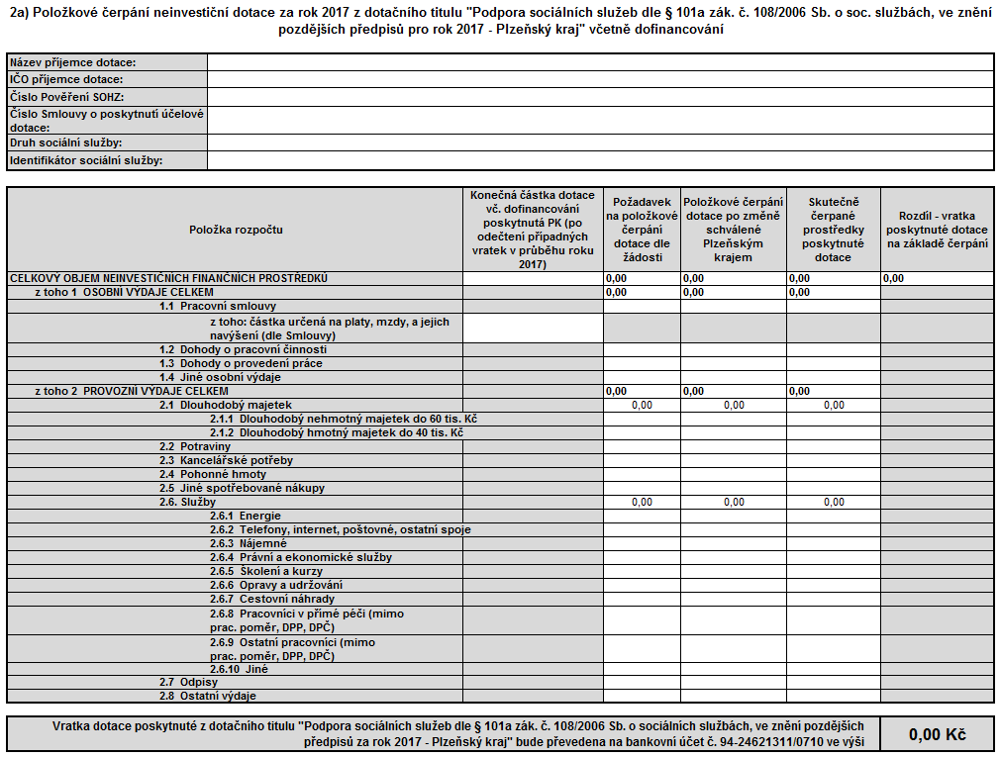 2a) Položkové čerpání neinvestiční dotace za rok 2017 z dotačního titulu "Podpora sociálních služeb dle § 101a zák. č. 108/2006 Sb. o soc. službách, ve znění
pozdějších předpisů pro rok 2017 - Plzeňský kraj" včetně dofinancování
Název příjemce dotace:
IČO příjemce dotace:
Číslo Pověření SOHZ:
Číslo Smlouvy o poskytnutí účelové
dotace:
Druh sociální služby:
Identifikátor sociální služby:
Položka rozpočtu
Konečná částka dotace
vč. dofinancování
poskytnutá PK (po
odečtení případných
vratek v průběhu roku
2017)
Požadavek
na položkové
čerpání
dotace dle
žádosti
Položkové čerpání
dotace po změně
schválené
Plzeňským
krajem
Skutečně
čerpané
prostředky
poskytnuté
dotace
Rozdíl - vratka
poskytnuté dotace
na základě čerpání
CELKOVÝ OBJEM NEINVESTIČNÍCH FINANČNÍCH PROSTŘEDKŮ 0,00 0,00 0,00 0,00
z toho 1 OSOBNÍ VÝDAJE CELKEM 0,00 0,00 0,00
1.1 Pracovní smlouvy
z toho: částka určená na platy, mzdy, a jejich
navýšení (dle Smlouvy)
1.2 Dohody o pracovní činnosti
1.3 Dohody o provedení práce
1.4 Jiné osobní výdaje
z toho 2 PROVOZNÍ VÝDAJE CELKEM 0,00 0,00 0,00
2.1 Dlouhodobý majetek 0,00 0,00 0,00
2.1.1 Dlouhodobý nehmotný majetek do 60 tis. Kč
2.1.2 Dlouhodobý hmotný majetek do 40 tis. Kč
2.2 Potraviny
2.3 Kancelářské potřeby
2.4 Pohonné hmoty
2.5 Jiné spotřebované nákupy
2.6. Služby 0,00 0,00 0,00
2.6.1 Energie
2.6.2 Telefony, internet, poštovné, ostatní spoje
2.6.3 Nájemné
2.6.4 Právní a ekonomické služby
2.6.5 Školení a kurzy
2.6.6 Opravy a udržování
2.6.7 Cestovní náhrady
2.6.8 Pracovníci v přímé péči (mimo
prac. poměr, DPP, DPČ)
2.6.9 Ostatní pracovníci (mimo
prac. poměr, DPP, DPČ)
2.6.10 Jiné
2.7 Odpisy
2.8 Ostatní výdaje
Vratka dotace poskytnuté z dotačního titulu "Podpora sociálních služeb dle § 101a zák. č. 108/2006 Sb. o sociálních službách, ve znění pozdějších
předpisů za rok 2017 - Plzeňský kraj" bude převedena na bankovní účet č. 94-24621311/0710 ve výši
0,00 Kč